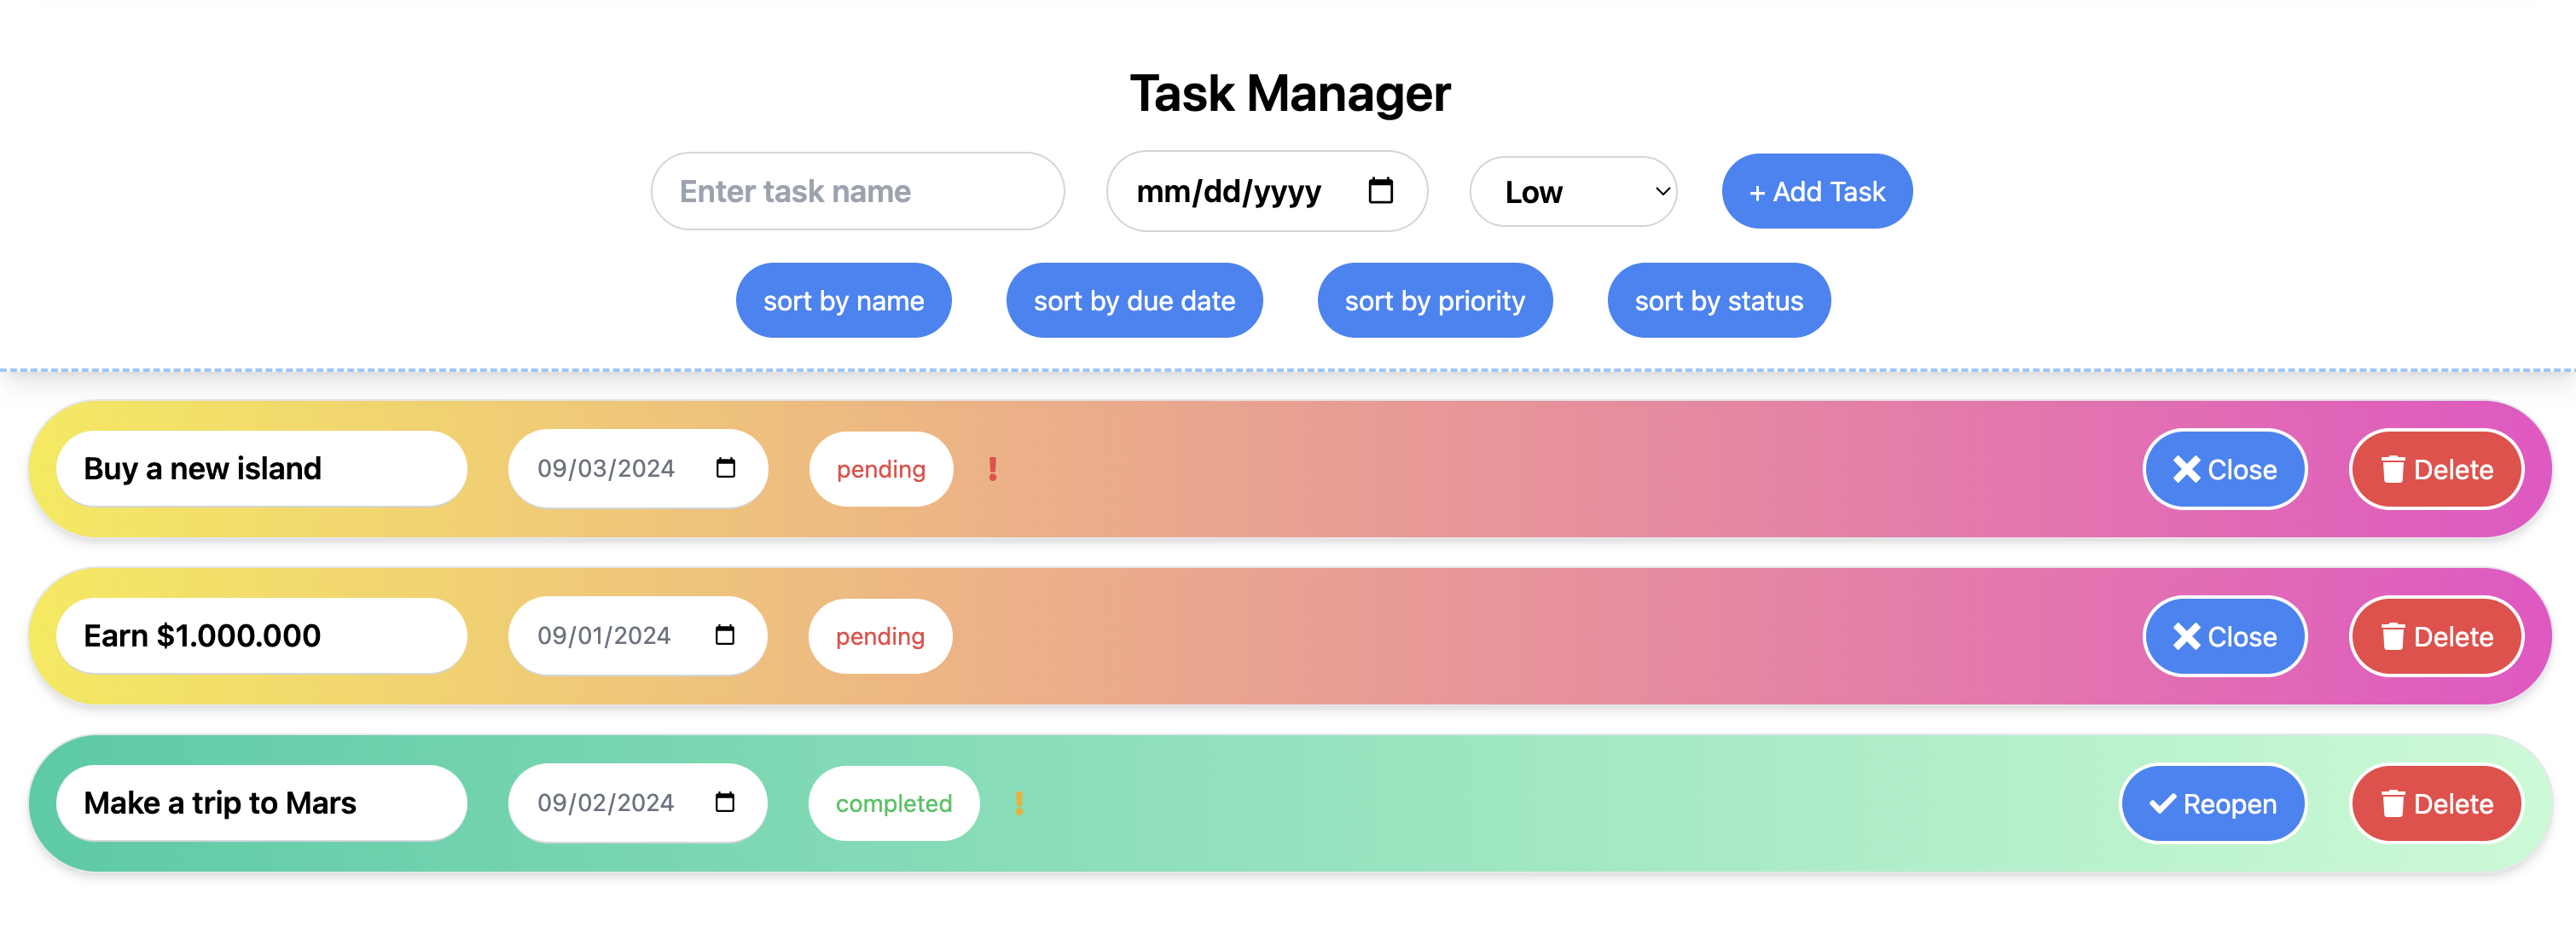 Task Manager
Enter task name mm/dd/yyyy Low + Add Task
sort by name sort by due date sort by priority sort by status
Buy a new island 09/03/2024 pending ! Close Delete
Earn $1.000.000 09/01/2024 pending Close Delete
Make a trip to Mars 09/02/2024 completed ! Reopen Delete